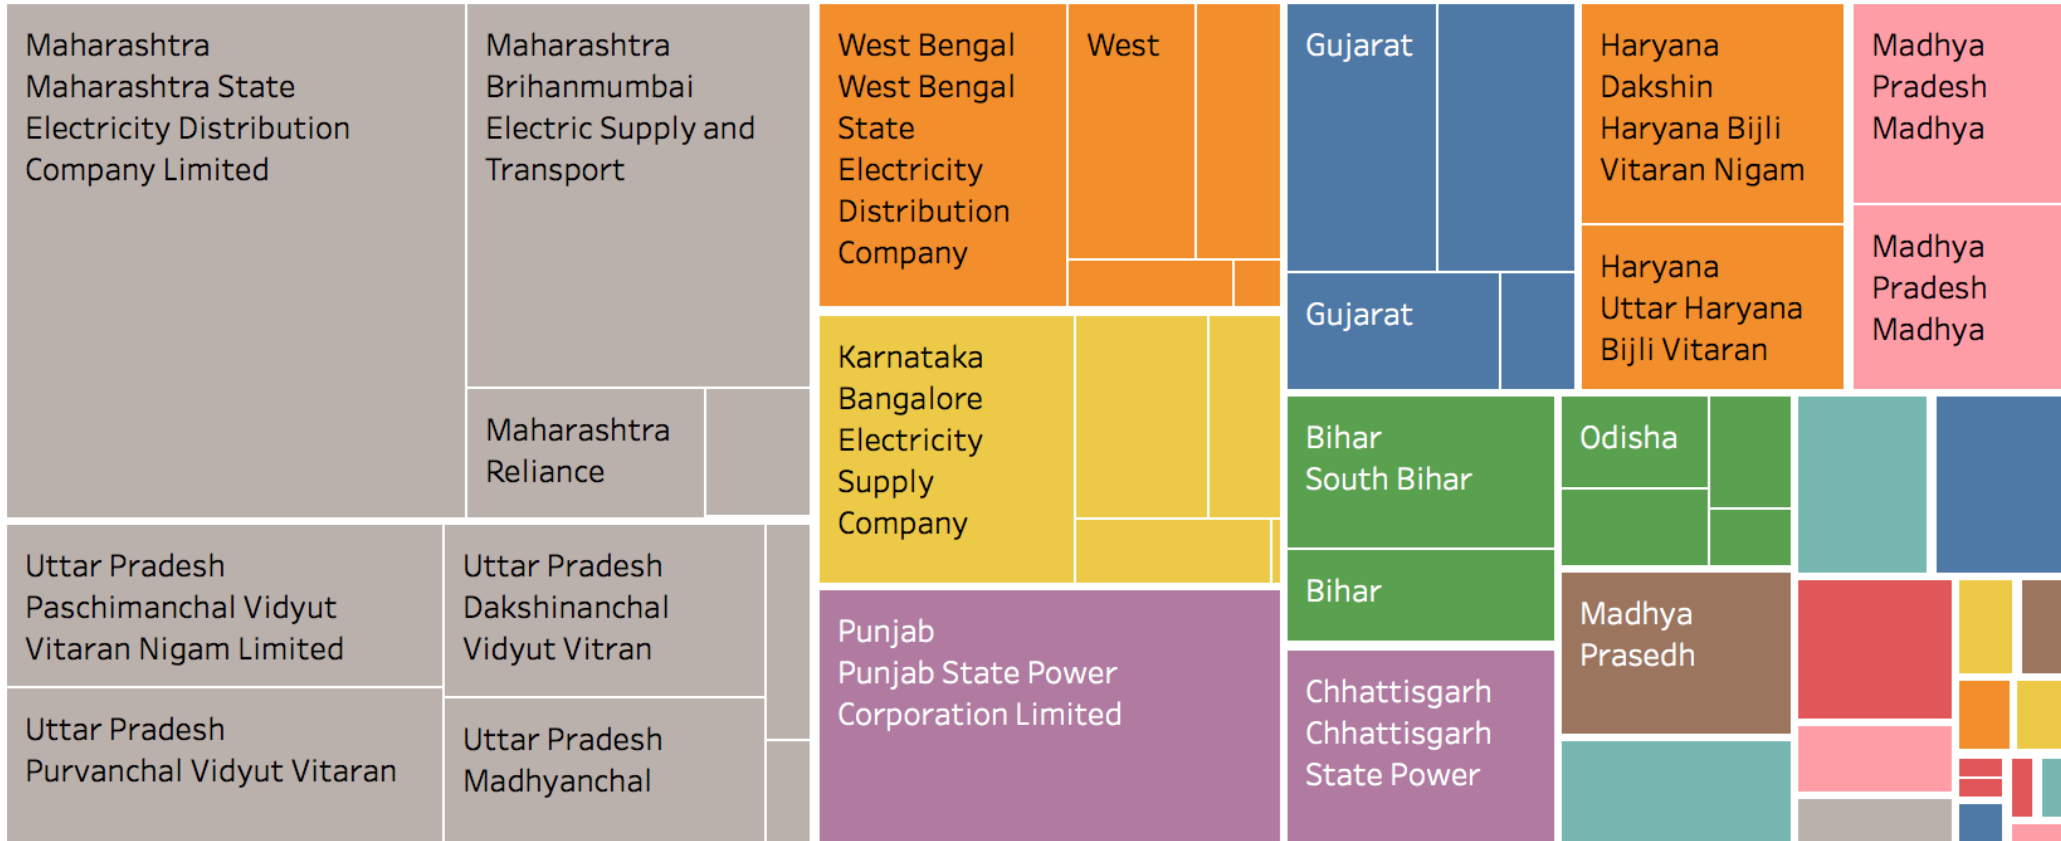 Maharashtra
Maharashtra State
Electricity Distribution
Company Limited
Maharashtra
Brihanmumbai
Electric Supply and
Transport
Maharashtra
Reliance
Uttar Pradesh
Paschimanchal Vidyut
Vitaran Nigam Limited
Uttar Pradesh
Dakshinanchal
Vidyut Vitran
Uttar Pradesh
Purvanchal Vidyut Vitaran
Uttar Pradesh
Madhyanchal
West Bengal
West Bengal
State
Electricity
Distribution
Company
West
Karnataka
Bangalore
Electricity
Supply
Company
Punjab
Punjab State Power
Corporation Limited
Gujarat
Gujarat
Haryana
Dakshin
Haryana Bijli
Vitaran Nigam
Haryana
Uttar Haryana
Bijli Vitaran
Madhya
Pradesh
Madhya
Madhya
Pradesh
Madhya
Bihar
South Bihar
Bihar
Odisha
Madhya
Prasedh
Chhattisgarh
Chhattisgarh
State Power